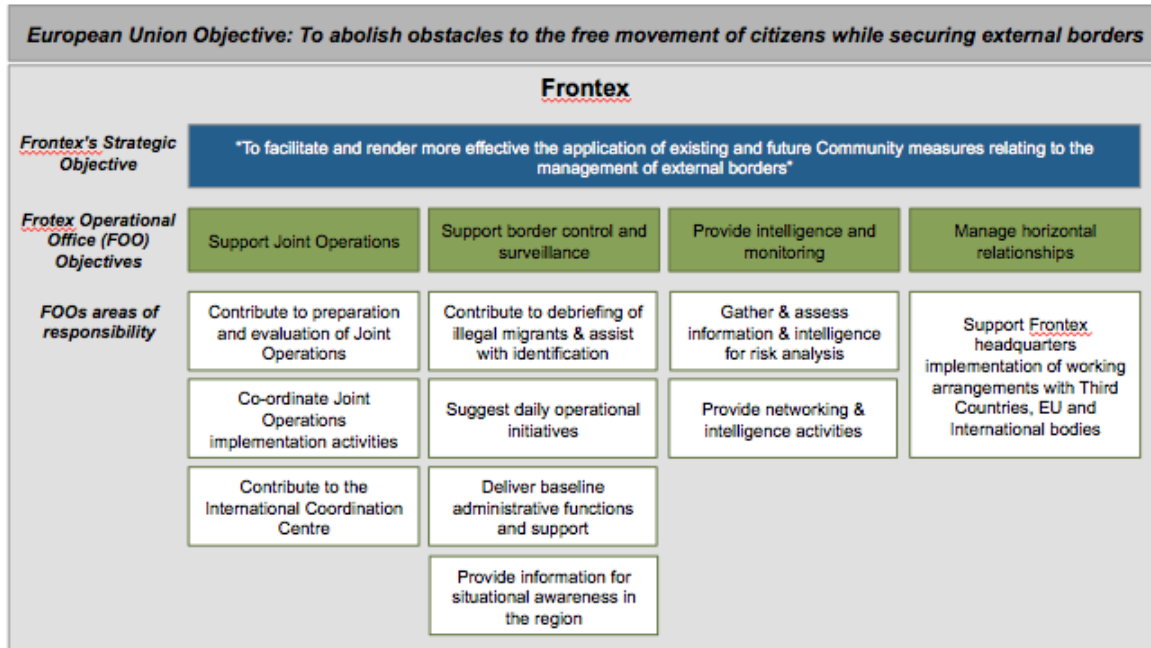 European Union Objective: To abolish obstacles to the free movement of citizens while securing external borders
Frontex
Frontex's Strategic
Objective
"To facilitate and render more effective the application of existing and future Community measures relating to the
management of external borders"
Frotex Operational
Office (FOO)
Objectives
Support Joint Operations
Support border control and
surveillance
Provide intelligence and
monitoring
Manage horizontal
relationships
FOOs areas of
responsibility
Contribute to preparation
and evaluation of Joint
Operations
Co-ordinate Joint
Operations
implementation activities
Contribute to the
International Coordination
Centre
Contribute to debriefing of
illegal migrants & assist
with identification
Suggest daily operational
initiatives
Deliver baseline
administrative functions
and support
Provide information for
situational awareness in
the region
Gather & assess
information & intelligence
for risk analysis
Provide networking &
intelligence activities
Support Frontex
headquarters
implementation of working
arrangements with Third
Countries, EU and
International bodies